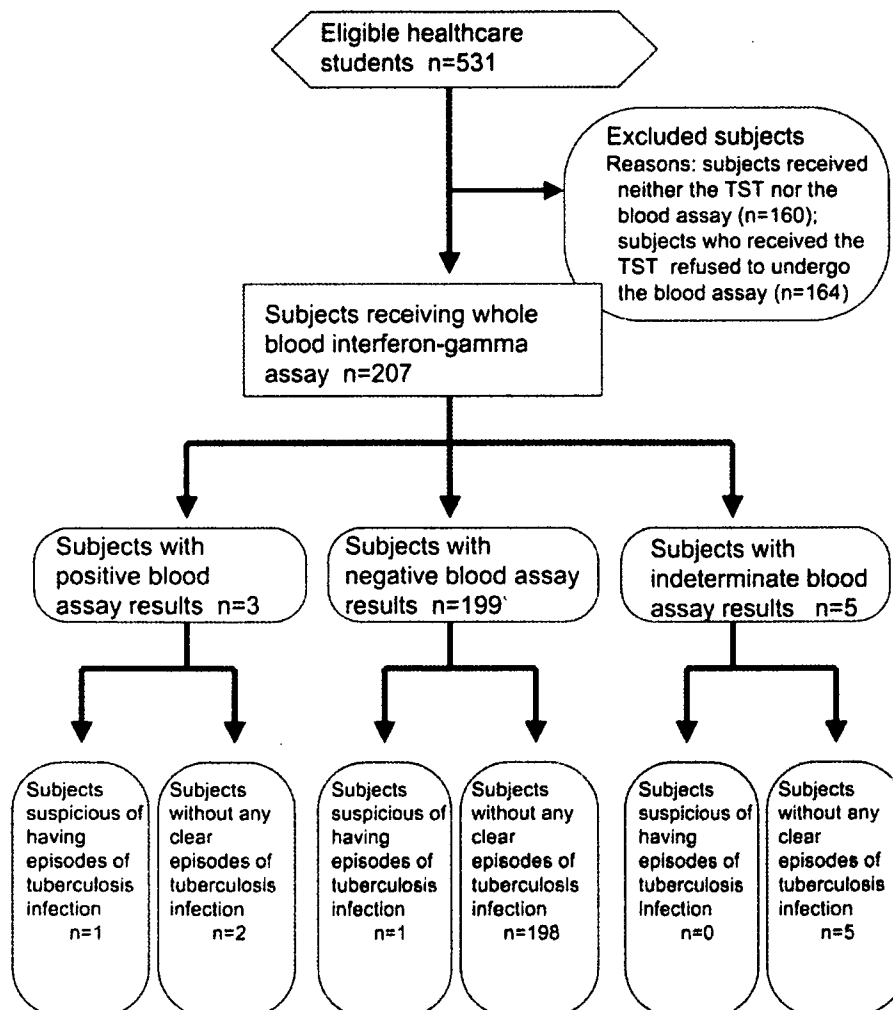 Eligible healthcare
students n=531
Excluded subjects
Reasons: subjects received
neither the TST nor the
blood assay (n=160);
subjects who received the
TST refused to undergo
the blood assay (n=164)
Subjects receiving whole
blood interferon-gamma
assay n=207
Subjects with
positive blood
assay results n=3
Subjects with
negative blood assay
results n=199
Subjects with
indeterminate blood
assay results n=5
Subjects
suspicious of
having
episodes of
tuberculosis
infection
n=1
Subjects
without any
clear
episodes of
tuberculosis
infection
n=2
Subjects
suspicious of
having
episodes of
tuberculosis
infection
n=1
Subjects
without any
clear
episodes of
tuberculosis
infection
n=198
Subjects
suspicious of
having
episodes of
tuberculosis
Infection
n=0
Subjects
without any
clear
episodes of
tuberculosis
infection
n=5